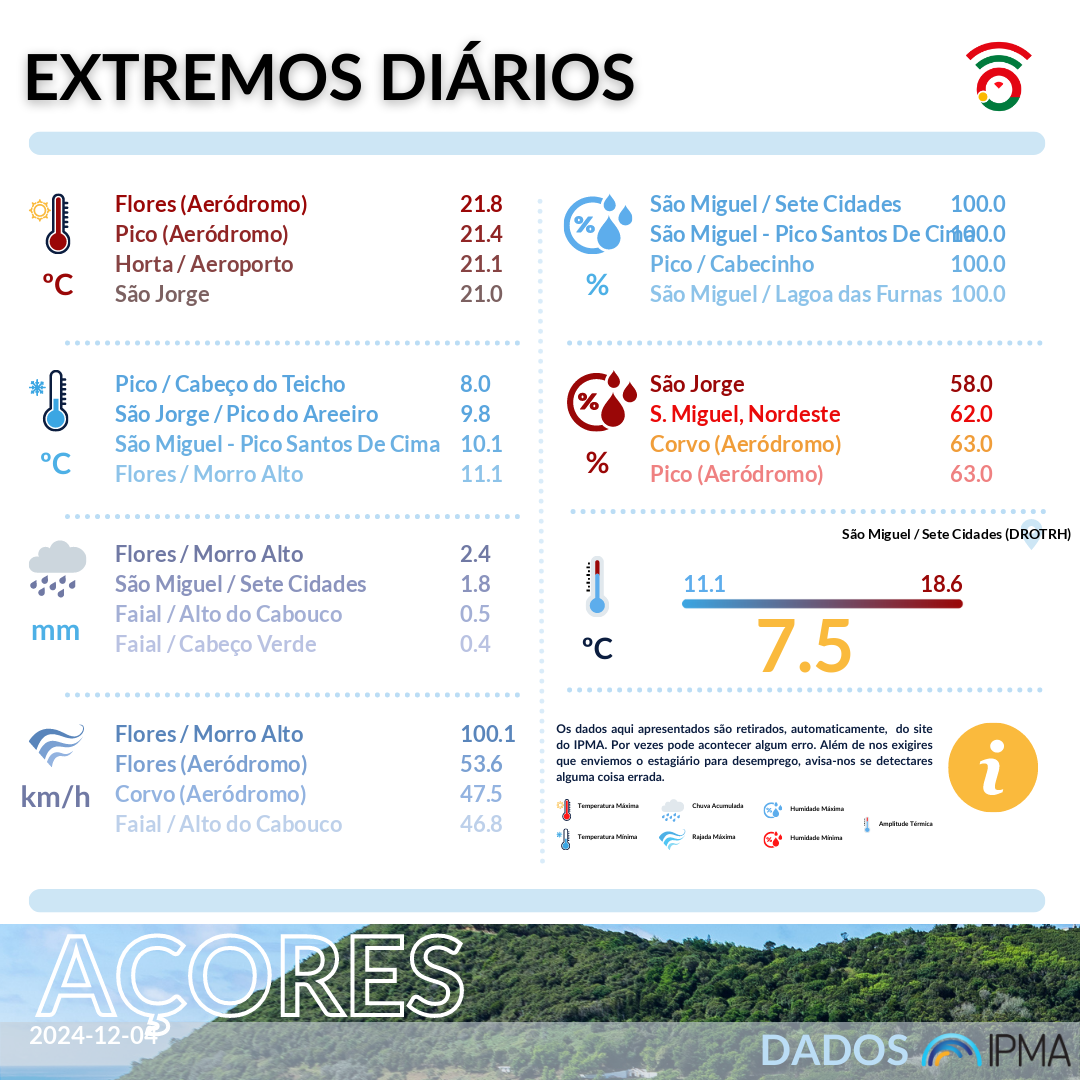 EXTREMOS DIÁRIOS
Flores (Aeródromo) 21.8
Pico (Aeródromo) 21.4
Horta / Aeroporto 21.1
São Jorge 21.0
ºC
Pico / Cabeço do Teicho 8.0
São Jorge / Pico do Areeiro 9.8
São Miguel - Pico Santos De Cima 10.1
Flores / Morro Alto 11.1
ºC
Flores / Morro Alto 2.4
São Miguel / Sete Cidades 1.8
Faial / Alto do Cabouco 0.5
Faial / Cabeço Verde 0.4
mm
Flores / Morro Alto 100.1
Flores (Aeródromo) 53.6
Corvo (Aeródromo) 47.5
Faial / Alto do Cabouco 46.8
km/h
%
São Miguel / Sete Cidades 100.0
São Miguel - Pico Santos De Cima 100.0
Pico / Cabecinho 100.0
São Miguel / Lagoa das Furnas 100.0
%
%
São Jorge 58.0
S. Miguel, Nordeste 62.0
Corvo (Aeródromo) 63.0
Pico (Aeródromo) 63.0
%
São Miguel / Sete Cidades (DROTRH)
11.1 18.6
7.5
ºC
Os dados aqui apresentados são retirados, automaticamente, do site
do IPMA. Por vezes pode acontecer algum erro. Além de nos exigires
que enviemos o estagiário para desemprego, avisa-nos se detectares
alguma coisa errada.
i
Temperatura Máxima Chuva Acumulada Humidade Máxima
Amplitude Térmica
Temperatura Mínima Rajada Máxima Humidade Mínima
AÇORES
2024-12-04
DADOS IPMA